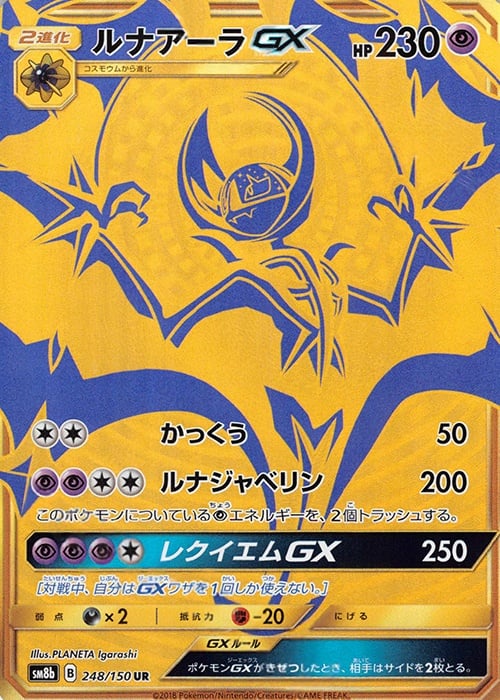 2進化 ルナアーラGX HP 230
コスモウムから進化
かっくう 50
ルナジャベリン 200
このポケモンについているエネルギーを、2個トラッシュする。
レクイエムGX 250
[対戦中、自分はGXワザを1回しか使えない。]
弱点 ×2 抵抗力 -20 にげる
GXルール
Illus. PLANETA Igarashi
ポケモンGXがきぜつしたとき、相手はサイドを2枚とる。
SM8b B 248/150 UR
©2018 Pokémon/Nintendo/Creatures/GAME FREAK.